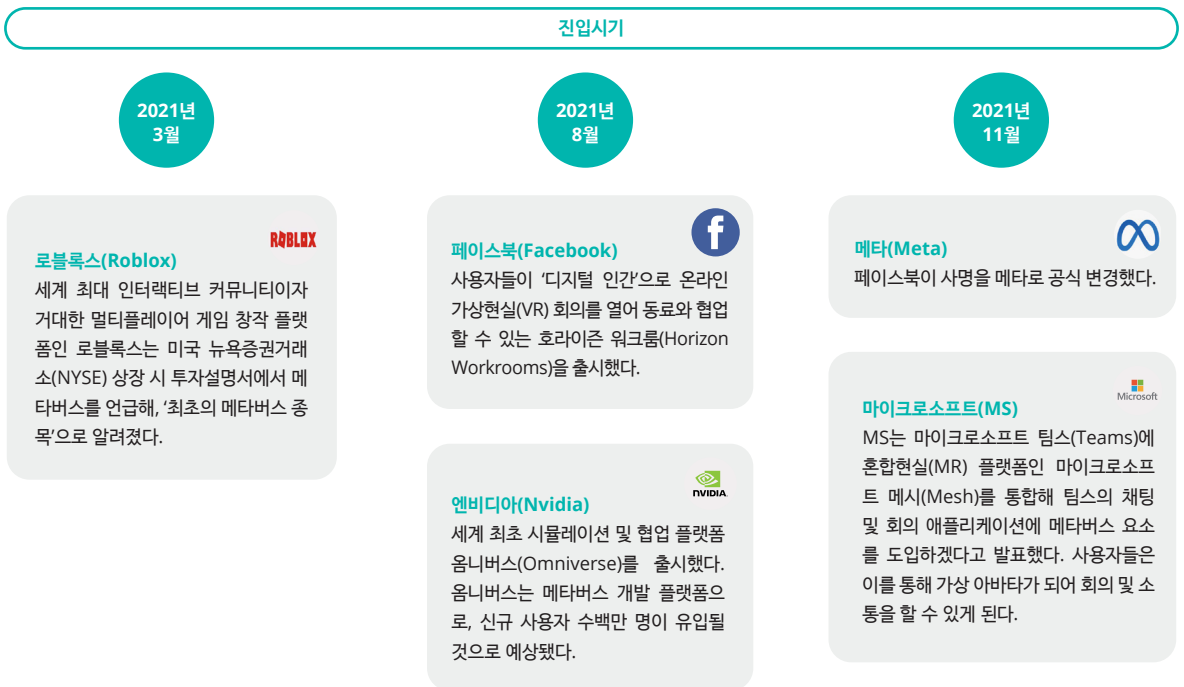 진입시기
2021년
3월
ROBLOX
로블록스(Roblox)
세계 최대 인터랙티브 커뮤니티이자
거대한 멀티플레이어 게임 창작 플랫
폼인 로블록스는 미국 뉴욕증권거래
소(NYSE) 상장 시 투자설명서에서 메
타버스를 언급해, ‘최초의 메타버스 종
목’으로 알려졌다.
2021년
8월
f
페이스북(Facebook)
사용자들이 ‘디지털 인간’으로 온라인
가상현실(VR) 회의를 열어 동료와 협업
할 수 있는 호라이즌 워크룸(Horizon
Workrooms)을 출시했다.
NVIDIA
엔비디아(Nvidia)
세계 최초 시뮬레이션 및 협업 플랫폼
옴니버스(Omniverse)를 출시했다.
옴니버스는 메타버스 개발 플랫폼으
로, 신규 사용자 수백만 명이 유입될
것으로 예상됐다.
2021년
11월
메타(Meta)
페이스북이 사명을 메타로 공식 변경했다.
Microsoft
마이크로소프트(MS)
MS는 마이크로소프트 팀스(Teams)에
혼합현실(MR) 플랫폼인 마이크로소프
트 메시(Mesh)를 통합해 팀스의 채팅
및 회의 애플리케이션에 메타버스 요소
를 도입하겠다고 발표했다. 사용자들은
이를 통해 가상 아바타가 되어 회의 및 소
통을 할 수 있게 된다.